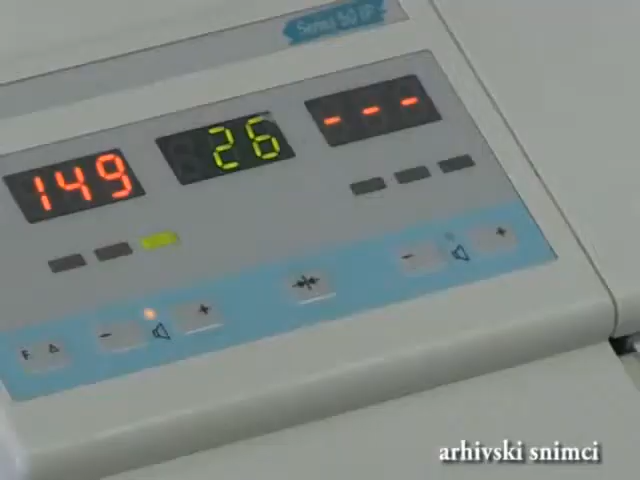 149
26
- - -
- +
F
- +
arhivski snimci